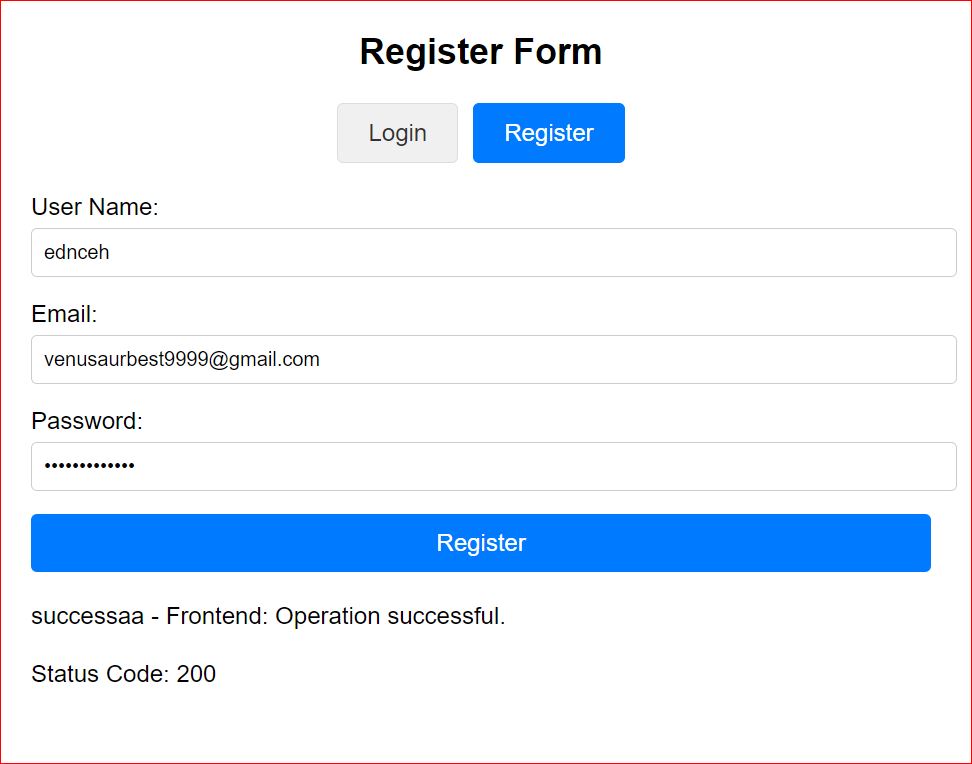 Register Form
Login Register
User Name:
ednceh
Email:
venusaurbest9999@gmail.com
Password:
•••••••••••••
Register
successaa - Frontend: Operation successful.
Status Code: 200